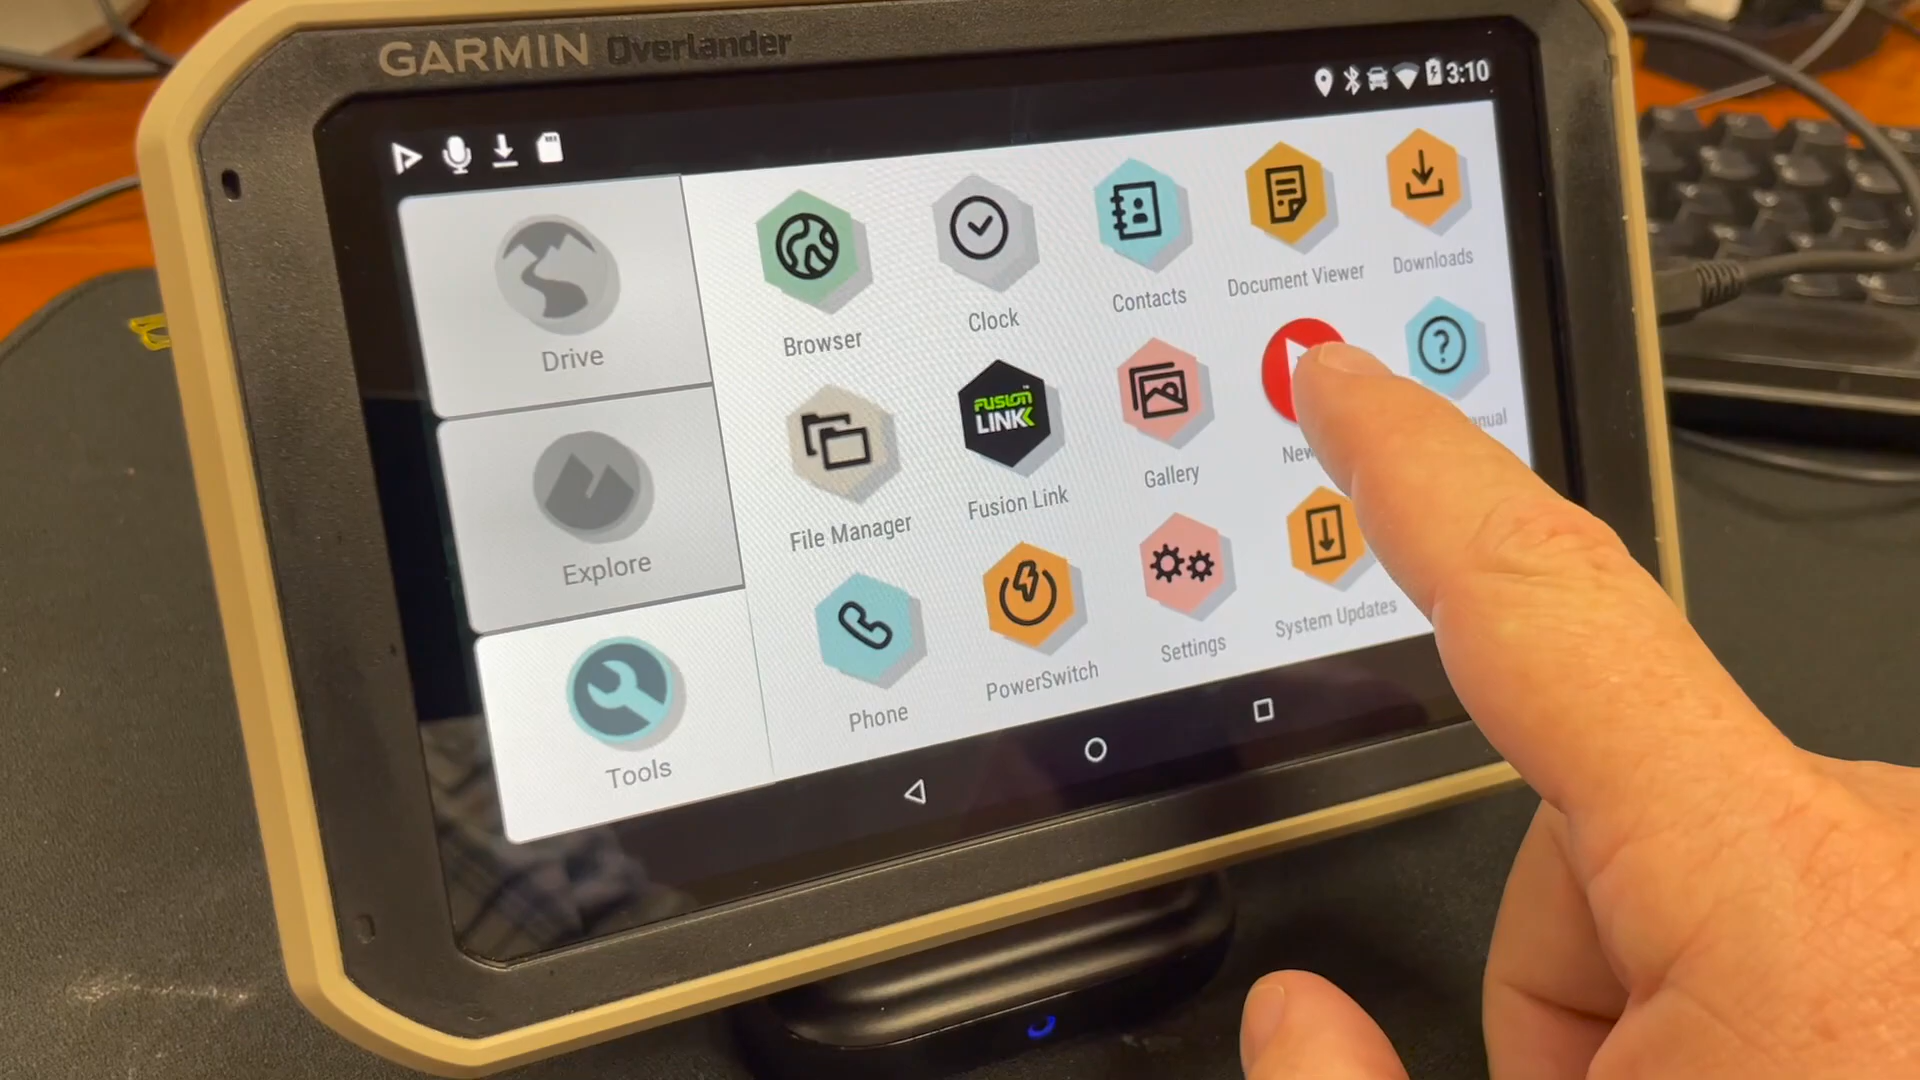 GARMIN Overlander
3:10
Drive
Explore
Tools
Browser
Clock
Contacts
Document Viewer
Downloads
File Manager
FUSION
LINK
Fusion Link
Gallery
Phone
PowerSwitch
Settings
System Updates